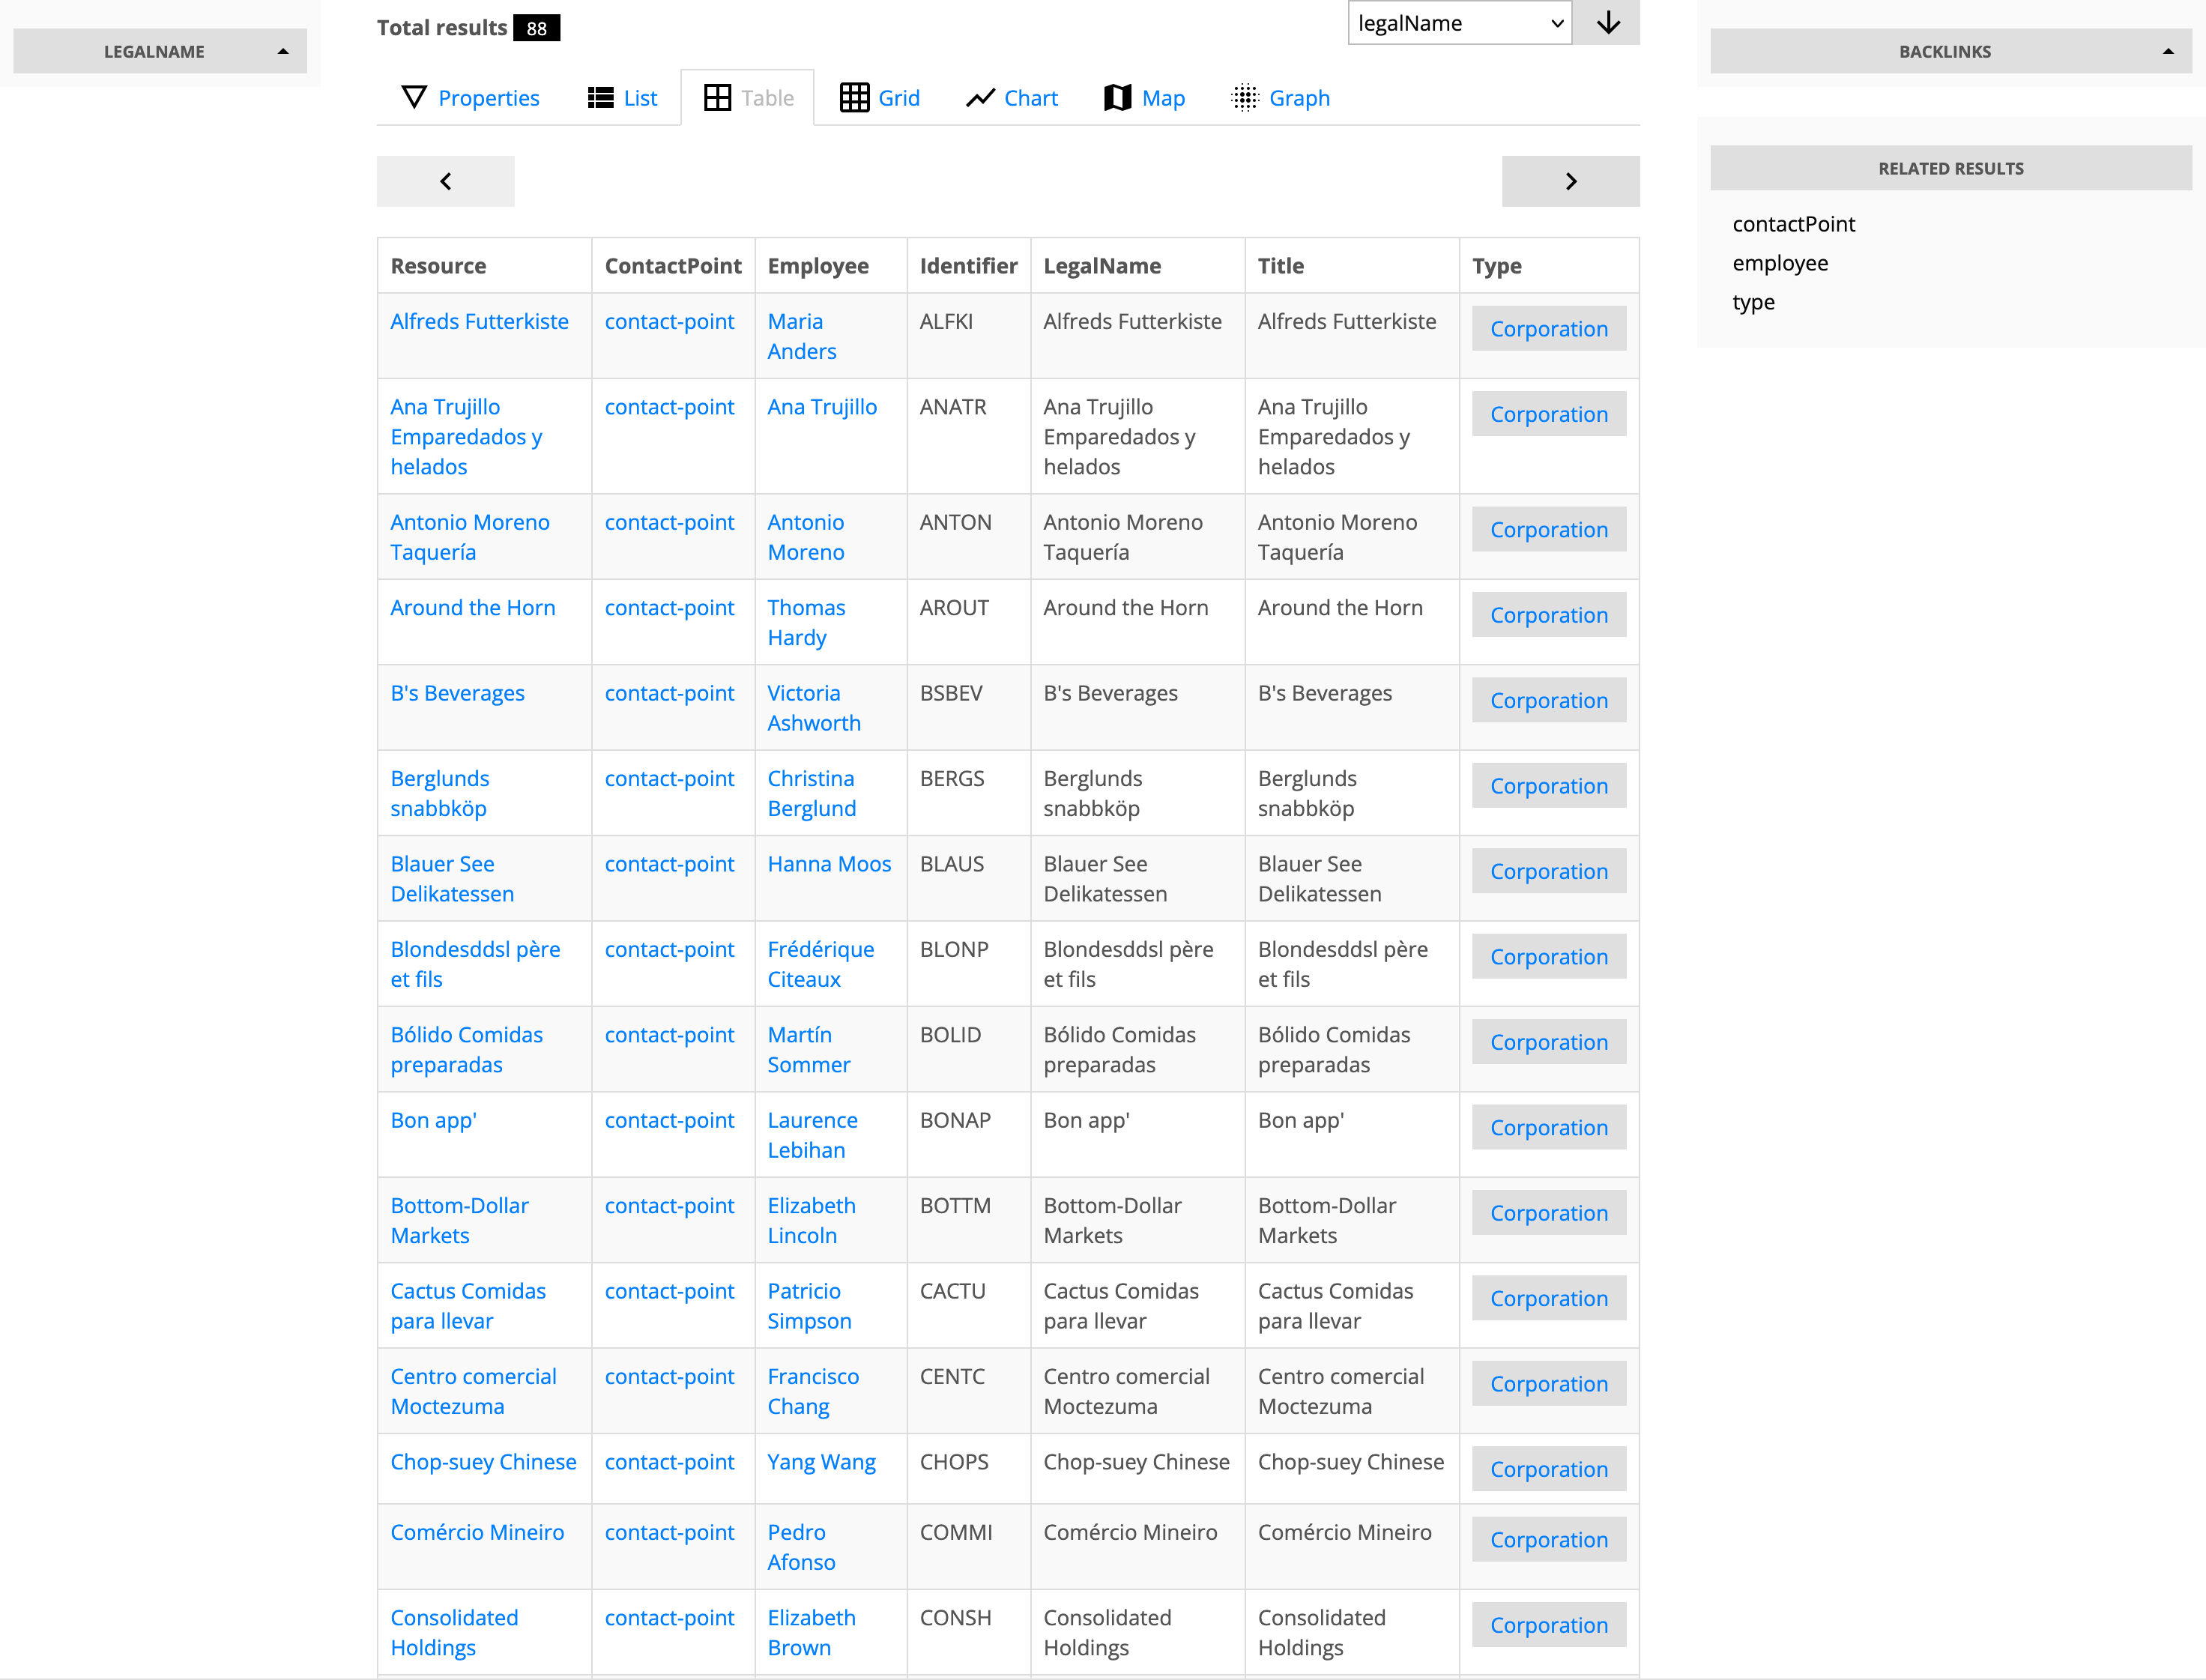 LEGALNAME
Total results 88
legalName
BACKLINKS
Properties List Table Grid Chart Map Graph
RELATED RESULTS
contactPoint
employee
type
Resource ContactPoint Employee Identifier LegalName Title Type
Alfreds Futterkiste contact-point Maria Anders ALFKI Alfreds Futterkiste Alfreds Futterkiste Corporation
Ana Trujillo Emparedados y helados contact-point Ana Trujillo ANATR Ana Trujillo Emparedados y helados Ana Trujillo Emparedados y helados Corporation
Antonio Moreno Taquería contact-point Antonio Moreno ANTON Antonio Moreno Taquería Antonio Moreno Taquería Corporation
Around the Horn contact-point Thomas Hardy AROUT Around the Horn Around the Horn Corporation
B's Beverages contact-point Victoria Ashworth BSBEV B's Beverages B's Beverages Corporation
Berglunds snabbköp contact-point Christina Berglund BERGS Berglunds snabbköp Berglunds snabbköp Corporation
Blauer See Delikatessen contact-point Hanna Moos BLAUS Blauer See Delikatessen Blauer See Delikatessen Corporation
Blondesddsl père et fils contact-point Frédérique Citeaux BLONP Blondesddsl père et fils Blondesddsl père et fils Corporation
Bólido Comidas preparadas contact-point Martín Sommer BOLID Bólido Comidas preparadas Bólido Comidas preparadas Corporation
Bon app' contact-point Laurence Lebihan BONAP Bon app' Bon app' Corporation
Bottom-Dollar Markets contact-point Elizabeth Lincoln BOTTM Bottom-Dollar Markets Bottom-Dollar Markets Corporation
Cactus Comidas para llevar contact-point Patricio Simpson CACTU Cactus Comidas para llevar Cactus Comidas para llevar Corporation
Centro comercial Moctezuma contact-point Francisco Chang CENTC Centro comercial Moctezuma Centro comercial Moctezuma Corporation
Chop-suey Chinese contact-point Yang Wang CHOPS Chop-suey Chinese Chop-suey Chinese Corporation
Comércio Mineiro contact-point Pedro Afonso COMMI Comércio Mineiro Comércio Mineiro Corporation
Consolidated Holdings contact-point Elizabeth Brown CONSH Consolidated Holdings Consolidated Holdings Corporation